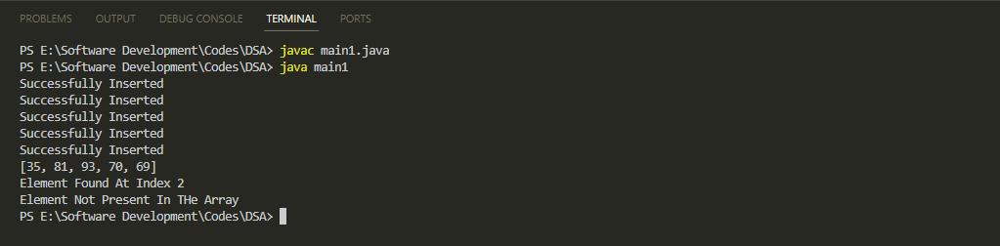 PROBLEMS OUTPUT DEBUG CONSOLE TERMINAL PORTS
PS E:\Software Development\Codes\DSA> javac main1.java
PS E:\Software Development\Codes\DSA> java main1
Successfully Inserted
Successfully Inserted
Successfully Inserted
Successfully Inserted
Successfully Inserted
[35, 81, 93, 70, 69]
Element Found At Index 2
Element Not Present In THe Array
PS E:\Software Development\Codes\DSA>